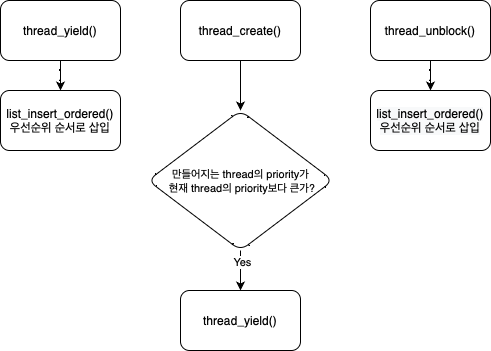 thread_yield()
thread_create()
thread_unblock()
list_insert_ordered()
우선순위 순서로 삽입
list_insert_ordered()
우선순위 순서로 삽입
만들어지는 thread의 priority가
현재 thread의 priority보다 큰가?
Yes
thread_yield()